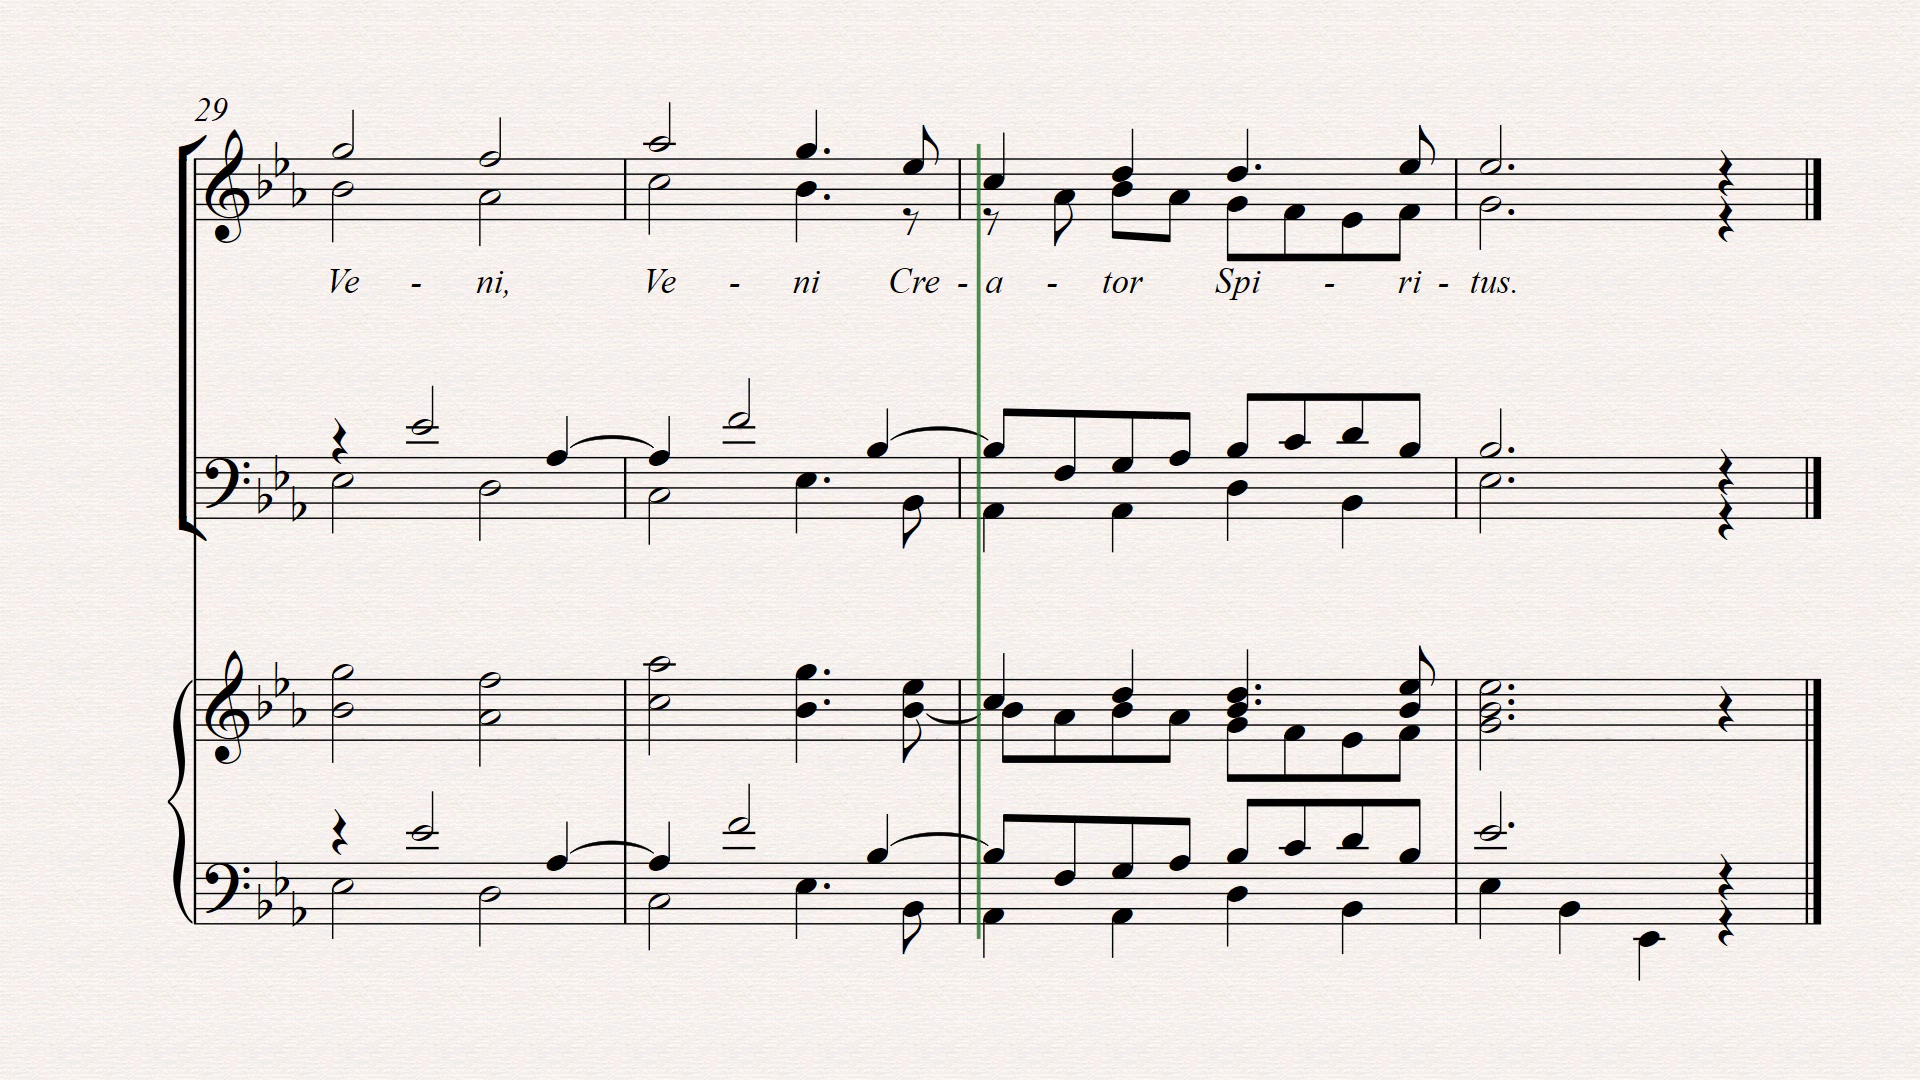 29
Ve - ni, Ve - ni Cre - a - tor Spi - ri - tus.